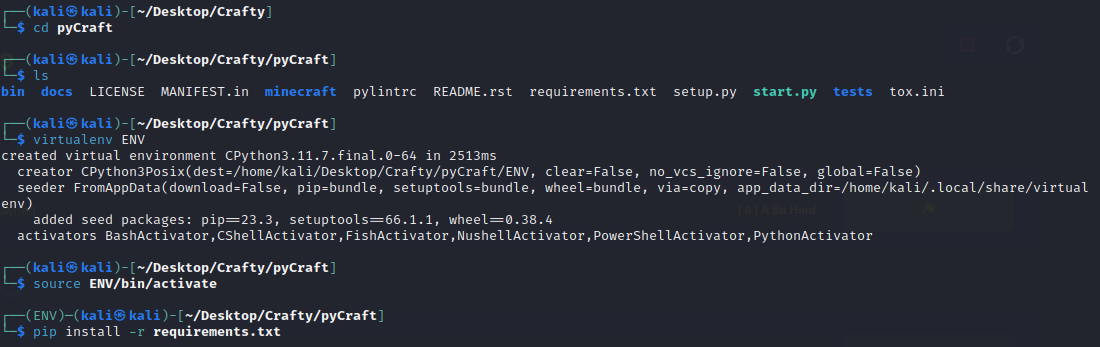 ┌──(kali㉿kali)-[~/Desktop/Crafty]
└─$ cd pyCraft
┌──(kali㉿kali)-[~/Desktop/Crafty/pyCraft]
└─$ ls
bin  docs  LICENSE  MANIFEST.in  minecraft  pylintrc  README.rst  requirements.txt  setup.py  start.py  tests  tox.ini
┌──(kali㉿kali)-[~/Desktop/Crafty/pyCraft]
└─$ virtualenv ENV
created virtual environment CPython3.11.7.final.0-64 in 2513ms
  creator CPython3Posix(dest=/home/kali/Desktop/Crafty/pyCraft/ENV, clear=False, no_vcs_ignore=False, global=False)
  seeder FromAppData(download=False, pip=bundle, setuptools=bundle, wheel=bundle, via=copy, app_data_dir=/home/kali/.local/share/virtual
env)
    added seed packages: pip==23.3, setuptools==66.1.1, wheel==0.38.4
  activators BashActivator,CShellActivator,FishActivator,NushellActivator,PowerShellActivator,PythonActivator
┌──(kali㉿kali)-[~/Desktop/Crafty/pyCraft]
└─$ source ENV/bin/activate
┌──(ENV)─(kali㉿kali)-[~/Desktop/Crafty/pyCraft]
└─$ pip install -r requirements.txt